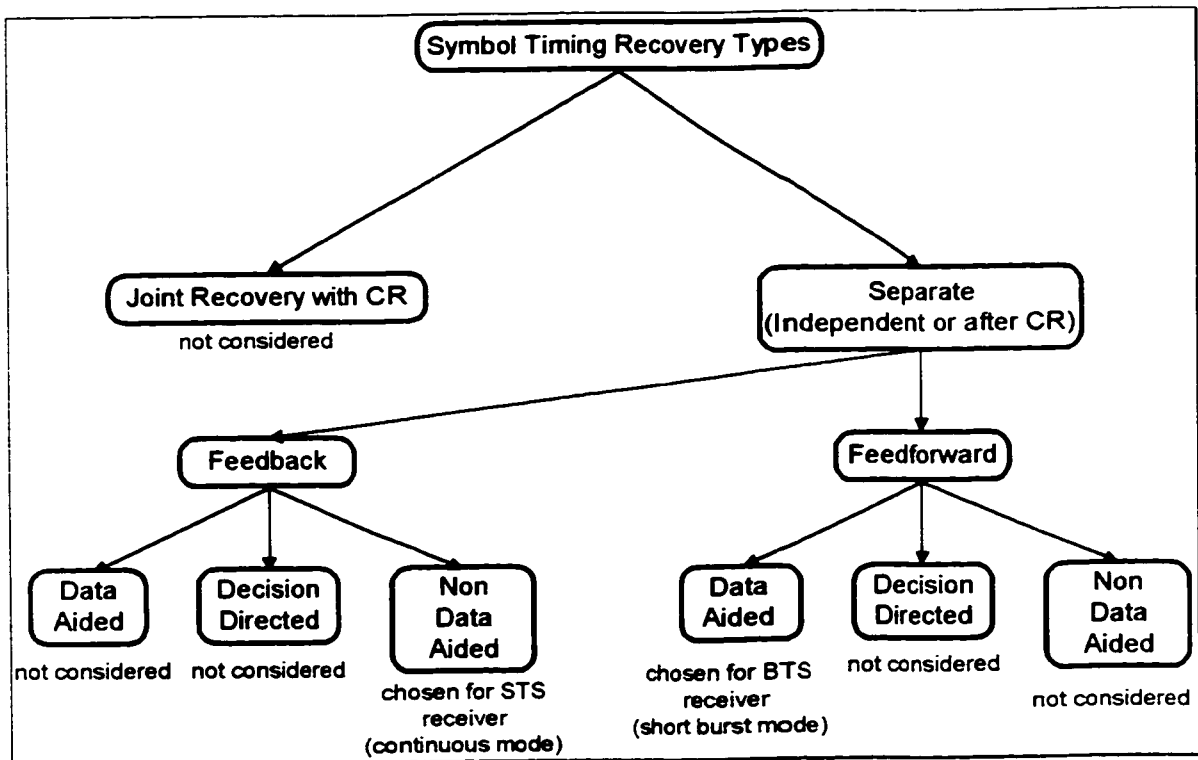 Symbol Timing Recovery Types
Joint Recovery with CR
not considered
Separate
(Independent or after CR)
Feedback
Feedforward
Data
Aided
not considered
Decision
Directed
not considered
Non
Data
Aided
chosen for STS
receiver
(continuous mode)
Data
Aided
chosen for BTS
receiver
(short burst mode)
Decision
Directed
not considered
Non
Data
Aided
not considered